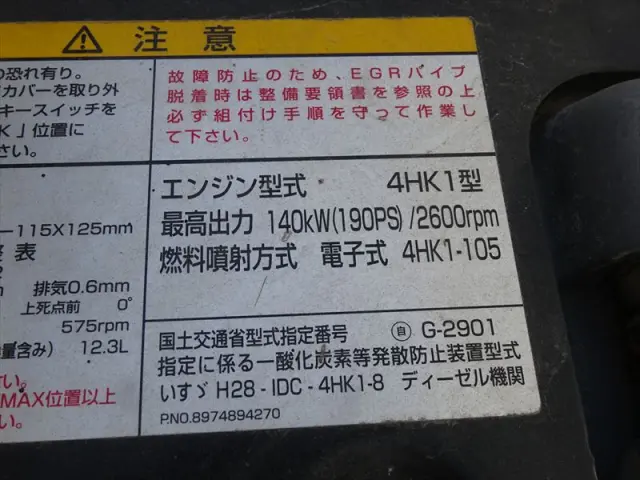 ⚠ 注 意
の恐れ有り。
カバーを取り外
キースイッチを
K」位置に
さい。
故障防止のため、EGRパイプ
脱着時は整備要領書を参照の上
必ず組付け手順を守って作業し
て下さい。
エンジン型式 4HK1型
最高出力 140kW(190PS)/2600rpm
燃料噴射方式 電子式 4HK1-105
115X125mm
表
排気0.6mm
上死点前 0°
575rpm
量含み) 12.3L
い。
MAX位置以上
国土交通省型式指定番号 自 G-2901
指定に係る一酸化炭素等発散防止装置型式
いすゞ H28-IDC-4HK1-8 ディーゼル機関
P.NO.8974894270